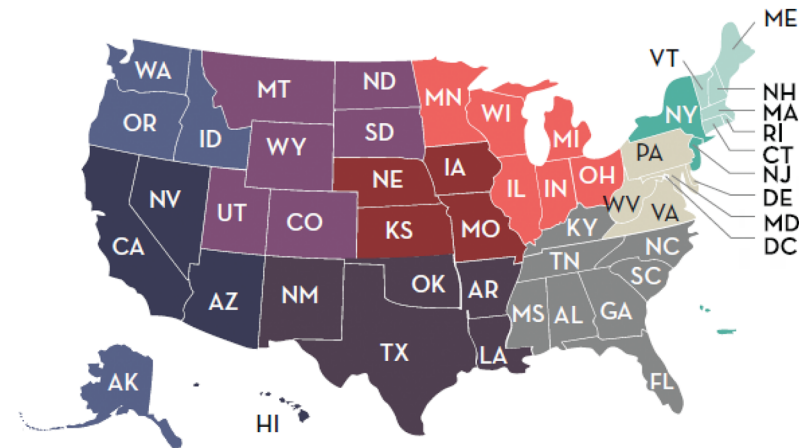 ME
VT
WA
MT
ND
MN
NH
OR
ID
WI
MI
NY
MA
RI
SD
WY
PA
CT
NJ
IA
NE
OH
DE
NV
UT
CO
IL
IN
WV
VA
MD
DC
CA
KS
MO
KY
NC
TN
SC
AZ
NM
OK
AR
MS
AL
GA
TX
LA
AK
FL
HI